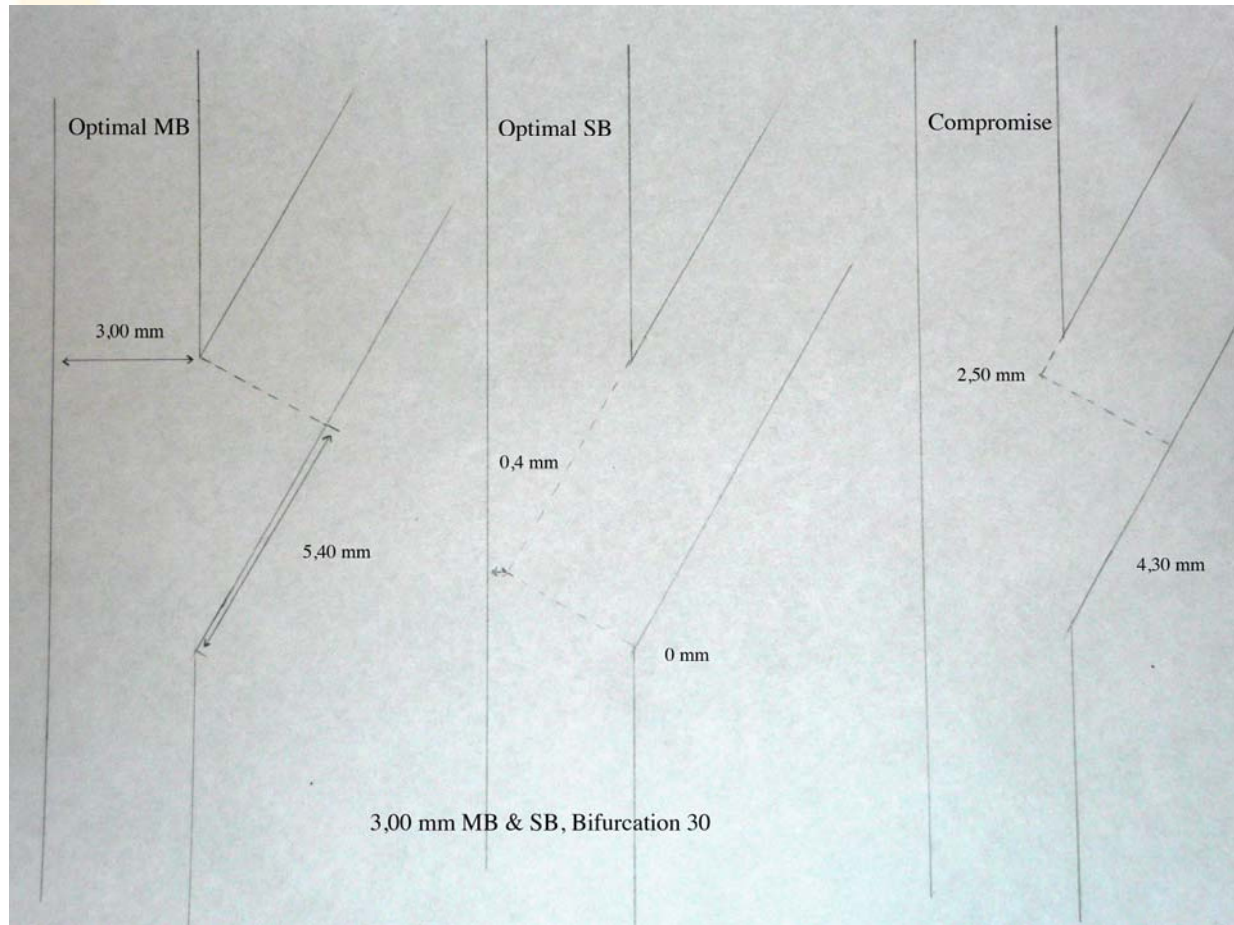 Optimal MB
Optimal SB
Compromise
3,00 mm
2,50 mm
0,4 mm
5,40 mm
4,30 mm
0 mm
3,00 mm MB & SB, Bifurcation 30